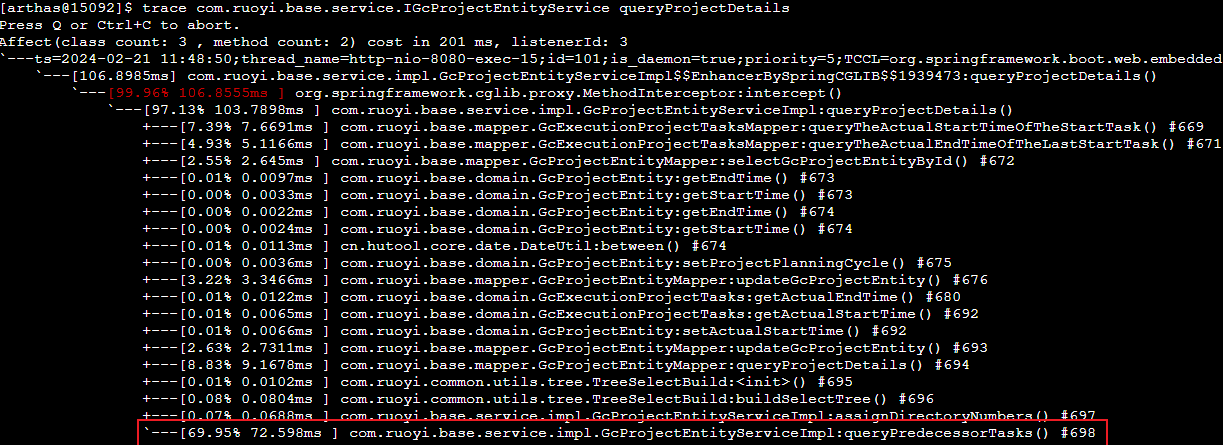 [arthas@15092]$ trace com.ruoyi.base.service.IGcProjectEntityService queryProjectDetails
Press Q or Ctrl+C to abort.
Affect(class count: 3 , method count: 2) cost in 201 ms, listenerId: 3
`---ts=2024-02-21 11:48:50;thread_name=http-nio-8080-exec-15;id=101;is_daemon=true;priority=5;TCCL=org.springframework.boot.web.embedded
`---[106.8985ms] com.ruoyi.base.service.impl.GcProjectEntityServiceImpl$$EnhancerBySpringCGLIB$$1939473:queryProjectDetails()
`---[99.96% 106.8555ms ] org.springframework.cglib.proxy.MethodInterceptor:intercept()
`---[97.13% 103.7898ms ] com.ruoyi.base.service.impl.GcProjectEntityServiceImpl:queryProjectDetails()
+---[7.39% 7.6691ms ] com.ruoyi.base.mapper.GcExecutionProjectTasksMapper:queryTheActualStartTimeOfTheStartTask() #669
+---[4.93% 5.1166ms ] com.ruoyi.base.mapper.GcExecutionProjectTasksMapper:queryTheActualEndTimeOfTheLastStartTask() #671
+---[2.55% 2.645ms ] com.ruoyi.base.mapper.GcProjectEntityMapper:selectGcProjectEntityById() #672
+---[0.01% 0.0097ms ] com.ruoyi.base.domain.GcProjectEntity:getEndTime() #673
+---[0.00% 0.0033ms ] com.ruoyi.base.domain.GcProjectEntity:getStartTime() #673
+---[0.00% 0.0022ms ] com.ruoyi.base.domain.GcProjectEntity:getEndTime() #674
+---[0.00% 0.0024ms ] com.ruoyi.base.domain.GcProjectEntity:getStartTime() #674
+---[0.01% 0.0113ms ] cn.hutool.core.date.DateUtil:between() #674
+---[0.00% 0.0036ms ] com.ruoyi.base.domain.GcProjectEntity:setProjectPlanningCycle() #675
+---[3.22% 3.3466ms ] com.ruoyi.base.mapper.GcProjectEntityMapper:updateGcProjectEntity() #676
+---[0.01% 0.0122ms ] com.ruoyi.base.domain.GcExecutionProjectTasks:getActualEndTime() #680
+---[0.01% 0.0065ms ] com.ruoyi.base.domain.GcExecutionProjectTasks:getActualStartTime() #692
+---[0.01% 0.0066ms ] com.ruoyi.base.domain.GcProjectEntity:setActualStartTime() #692
+---[2.63% 2.7311ms ] com.ruoyi.base.mapper.GcProjectEntityMapper:updateGcProjectEntity() #693
+---[8.83% 9.1678ms ] com.ruoyi.base.mapper.GcProjectEntityMapper:queryProjectDetails() #694
+---[0.01% 0.0102ms ] com.ruoyi.common.utils.tree.TreeSelectBuild:<init>() #695
+---[0.08% 0.0804ms ] com.ruoyi.common.utils.tree.TreeSelectBuild:buildSelectTree() #696
+---[0.07% 0.0688ms ] com.ruoyi.base.service.impl.GcProjectEntityServiceImpl:assignDirectoryNumbers() #697
`---[69.95% 72.598ms ] com.ruoyi.base.service.impl.GcProjectEntityServiceImpl:queryPredecessorTasks() #698